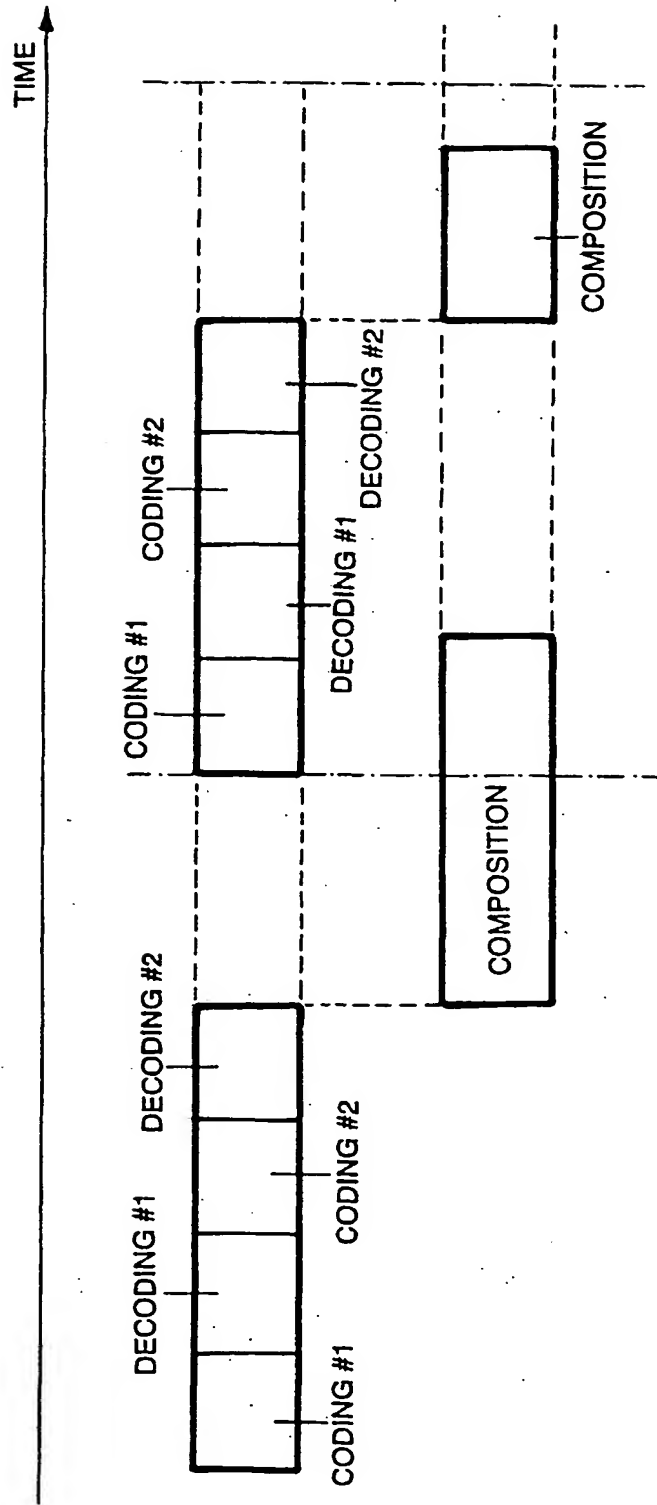 TIME
DECODING #1
DECODING #2
CODING #1
CODING #2
CODING #1
CODING #2
DECODING #1
DECODING #2
COMPOSITION
COMPOSITION